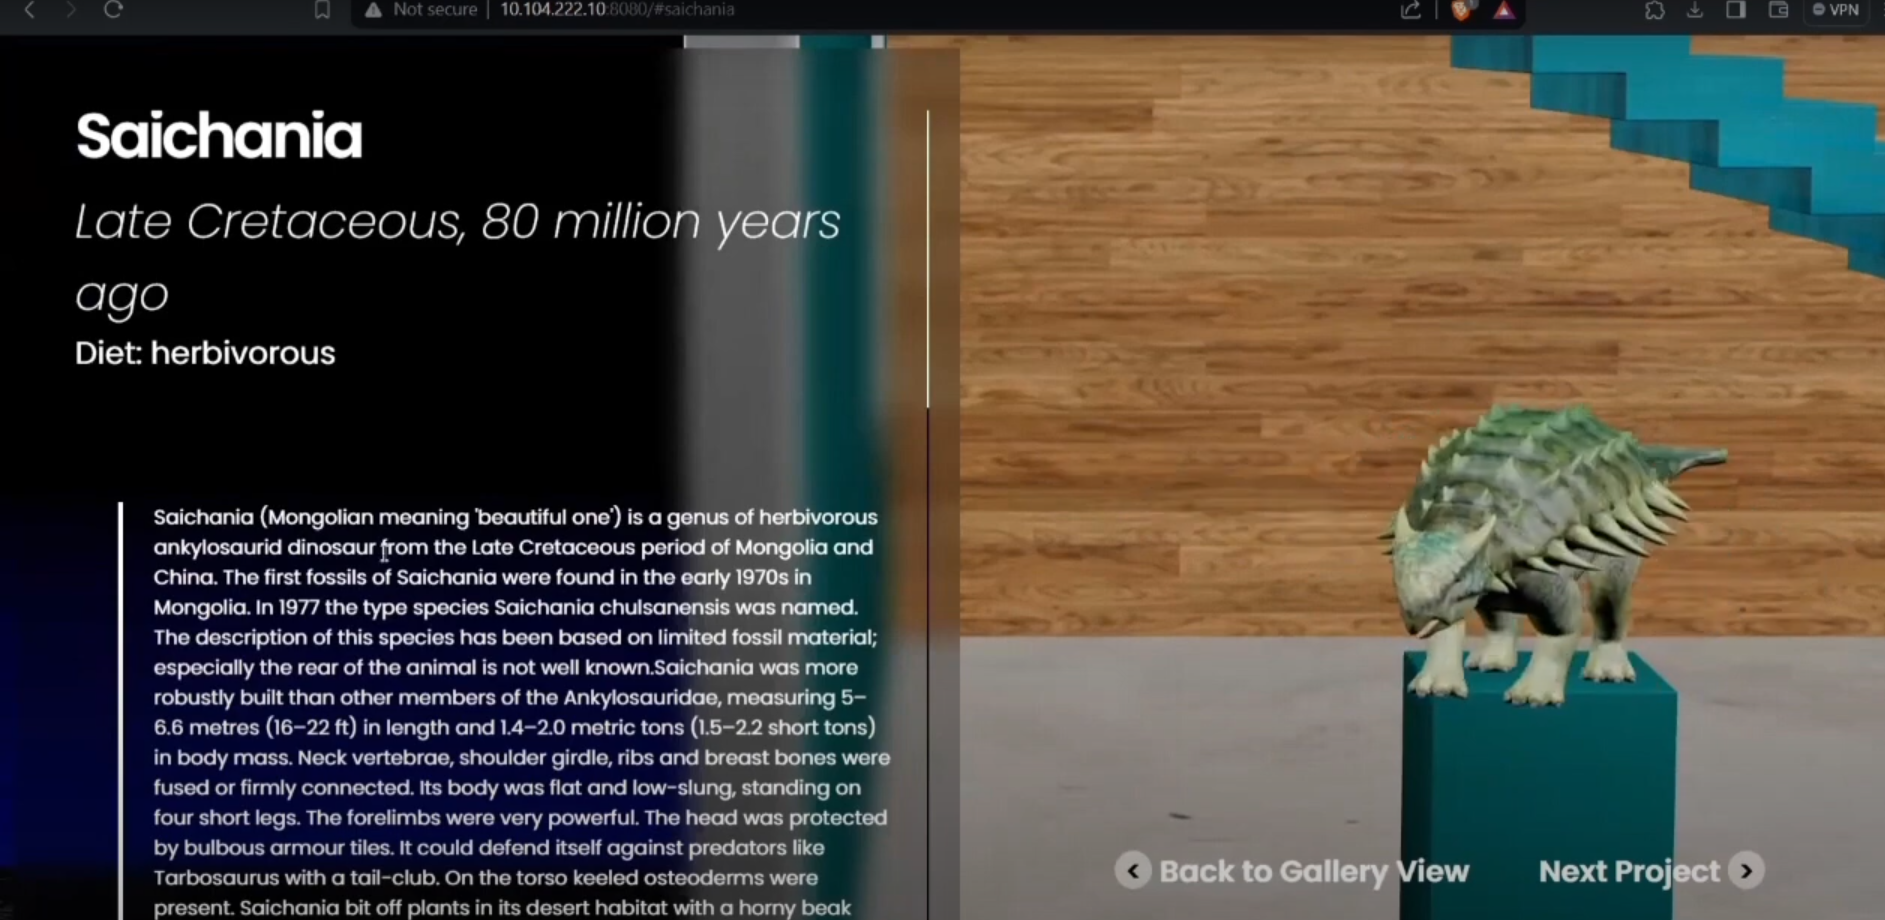 Not secure
10.104.222.10:8080/#saichania
VPN
Saichania
Late Cretaceous, 80 million years
ago
Diet: herbivorous
Saichania (Mongolian meaning 'beautiful one') is a genus of herbivorous
ankylosaurid dinosaur from the Late Cretaceous period of Mongolia and
China. The first fossils of Saichania were found in the early 1970s in
Mongolia. In 1977 the type species Saichania chulsanensis was named.
The description of this species has been based on limited fossil material;
especially the rear of the animal is not well known.Saichania was more
robustly built than other members of the Ankylosauridae, measuring 5–
6.6 metres (16–22 ft) in length and 1.4–2.0 metric tons (1.5–2.2 short tons)
in body mass. Neck vertebrae, shoulder girdle, ribs and breast bones were
fused or firmly connected. Its body was flat and low-slung, standing on
four short legs. The forelimbs were very powerful. The head was protected
by bulbous armour tiles. It could defend itself against predators like
Tarbosaurus with a tail-club. On the torso keeled osteoderms were
present. Saichania bit off plants in its desert habitat with a horny beak
Back to Gallery View
Next Project